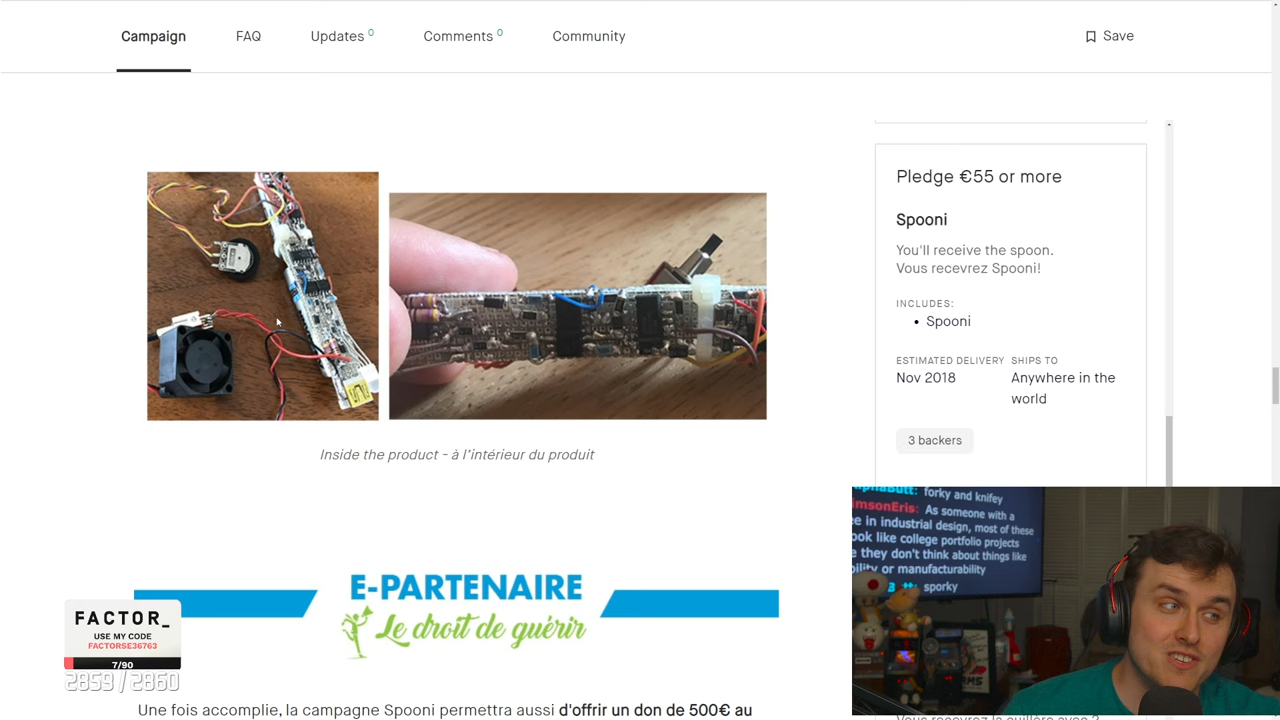 Campaign
FAQ
Updates 0
Comments 0
Community
Save
Pledge €55 or more
Spooni
You'll receive the spoon.
Vous recevrez Spooni!
INCLUDES:
• Spooni
ESTIMATED DELIVERY
Nov 2018
SHIPS TO
Anywhere in the
world
3 backers
Inside the product - à l'intérieur du produit
E-PARTENAIRE
Le droit de guérir
Une fois accomplie, la campagne Spooni permettra aussi d'offrir un don de 500€ au
FACTOR_
USE MY CODE
FACTORSE36763
7/90
2859 / 2860
forky and knifey
As someone with a
in industrial design, most of these
look like college portfolio projects
they don't think about things like
or manufacturability
sporky